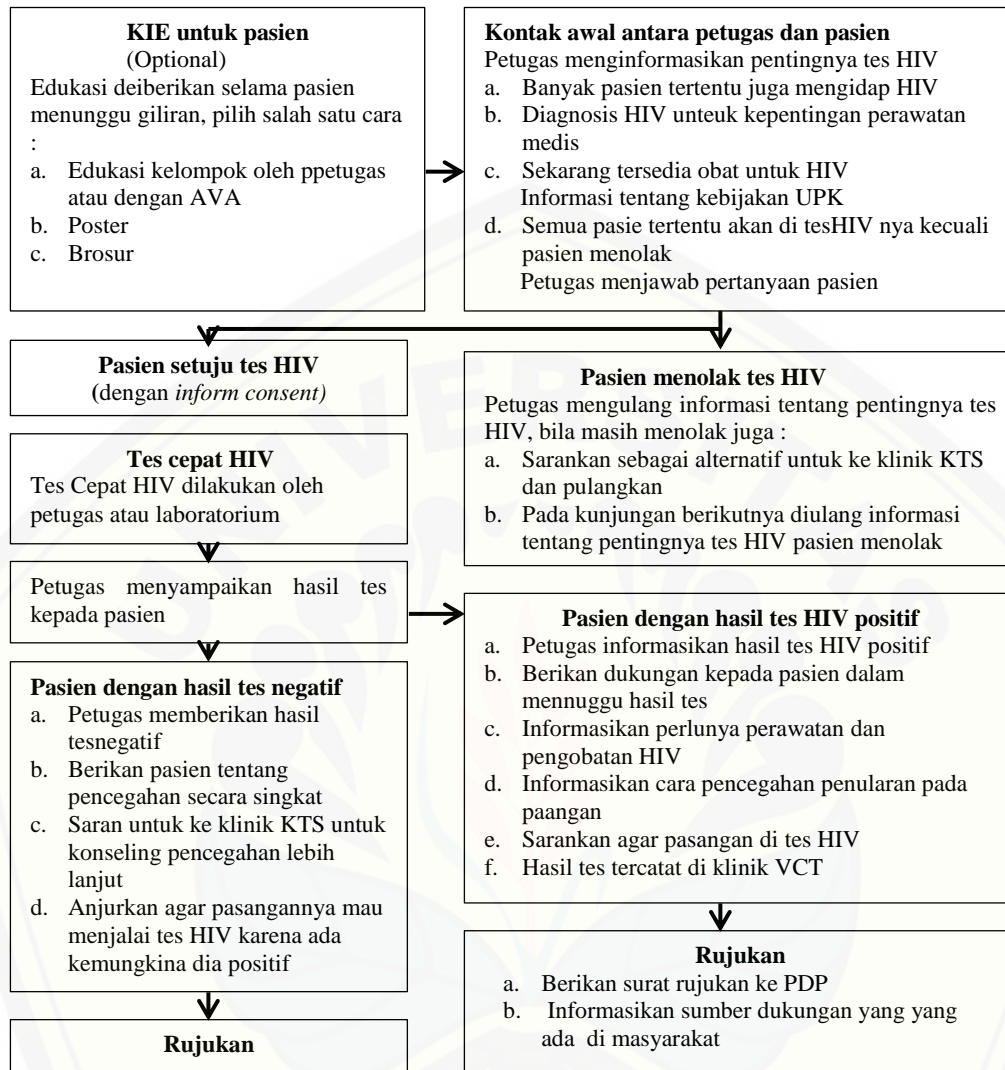 KIE untuk pasien
(Optional)
Edukasi deiberikan selama pasien
menunggu giliran, pilih salah satu cara
:
a. Edukasi kelompok oleh ppetugas
atau dengan AVA
b. Poster
c. Brosur
Kontak awal antara petugas dan pasien
Petugas menginformasikan pentingnya tes HIV
a. Banyak pasien tertentu juga mengidap HIV
b. Diagnosis HIV unteuk kepentingan perawatan
medis
c. Sekarang tersedia obat untuk HIV
Informasi tentang kebijakan UPK
d. Semua pasie tertentu akan di tesHIV nya kecuali
pasien menolak
Petugas menjawab pertanyaan pasien
Pasien setuju tes HIV
(dengan inform consent)
Pasien menolak tes HIV
Petugas mengulang informasi tentang pentingnya tes
HIV, bila masih menolak juga :
a. Sarankan sebagai alternatif untuk ke klinik KTS
dan pulangkan
b. Pada kunjungan berikutnya diulang informasi
tentang pentingnya tes HIV pasien menolak
Tes cepat HIV
Tes Cepat HIV dilakukan oleh
petugas atau laboratorium
Petugas menyampaikan hasil tes
kepada pasien
Pasien dengan hasil tes HIV positif
a. Petugas informasikan hasil tes HIV positif
b. Berikan dukungan kepada pasien dalam
mennuggu hasil tes
c. Informasikan perlunya perawatan dan
pengobatan HIV
d. Informasikan cara pencegahan penularan pada
paangan
e. Sarankan agar pasangan di tes HIV
f. Hasil tes tercatat di klinik VCT
Pasien dengan hasil tes negatif
a. Petugas memberikan hasil
tesnegatif
b. Berikan pasien tentang
pencegahan secara singkat
c. Saran untuk ke klinik KTS untuk
konseling pencegahan lebih
lanjut
d. Anjurkan agar pasangannya mau
menjalai tes HIV karena ada
kemungkina dia positif
Rujukan
a. Berikan surat rujukan ke PDP
b. Informasikan sumber dukungan yang yang
ada di masyarakat
Rujukan